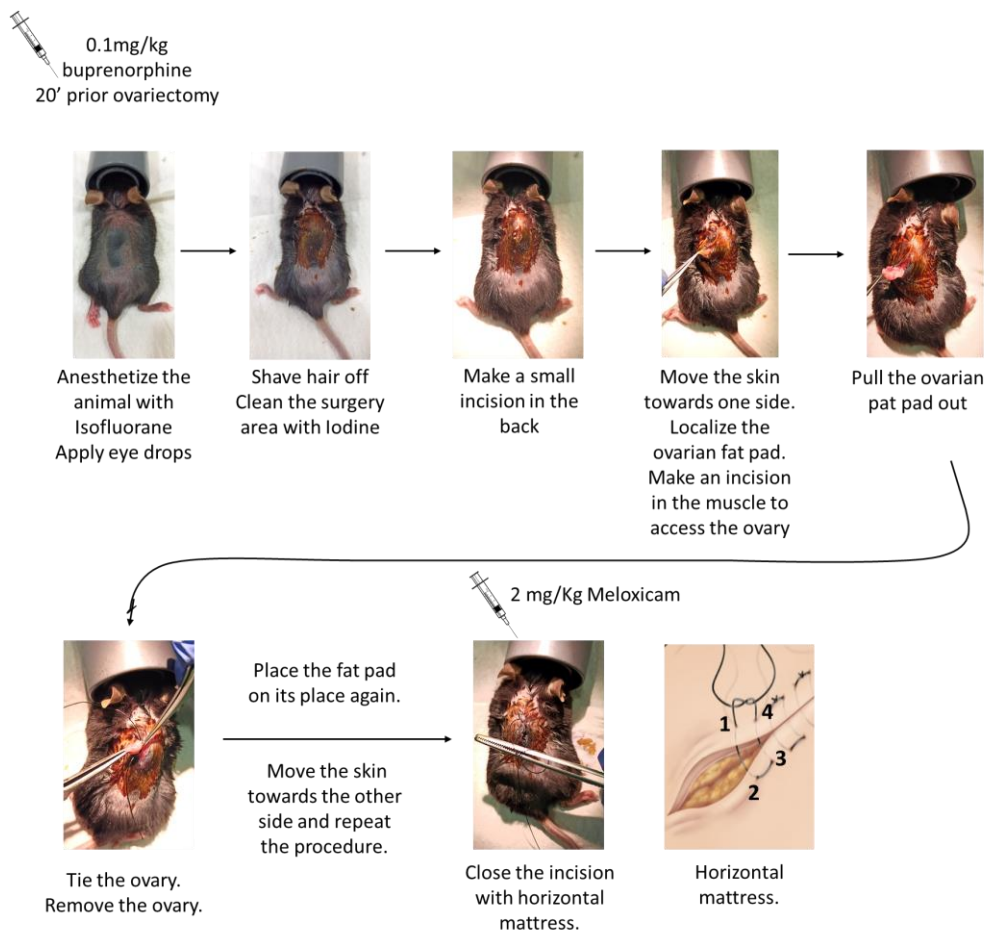 0.1mg/kg
buprenorphine
20’ prior ovariectomy
Anesthetize the
animal with
Isofluorane
Apply eye drops
Shave hair off
Clean the surgery
area with Iodine
Make a small
incision in the
back
Move the skin
towards one side.
Localize the
ovarian fat pad.
Make an incision
in the muscle to
access the ovary
Pull the ovarian
pat pad out
Tie the ovary.
Remove the ovary.
Place the fat pad
on its place again.
Move the skin
towards the other
side and repeat
the procedure.
2 mg/Kg Meloxicam
Close the incision
with horizontal
mattress.
1
4
3
2
Horizontal
mattress.